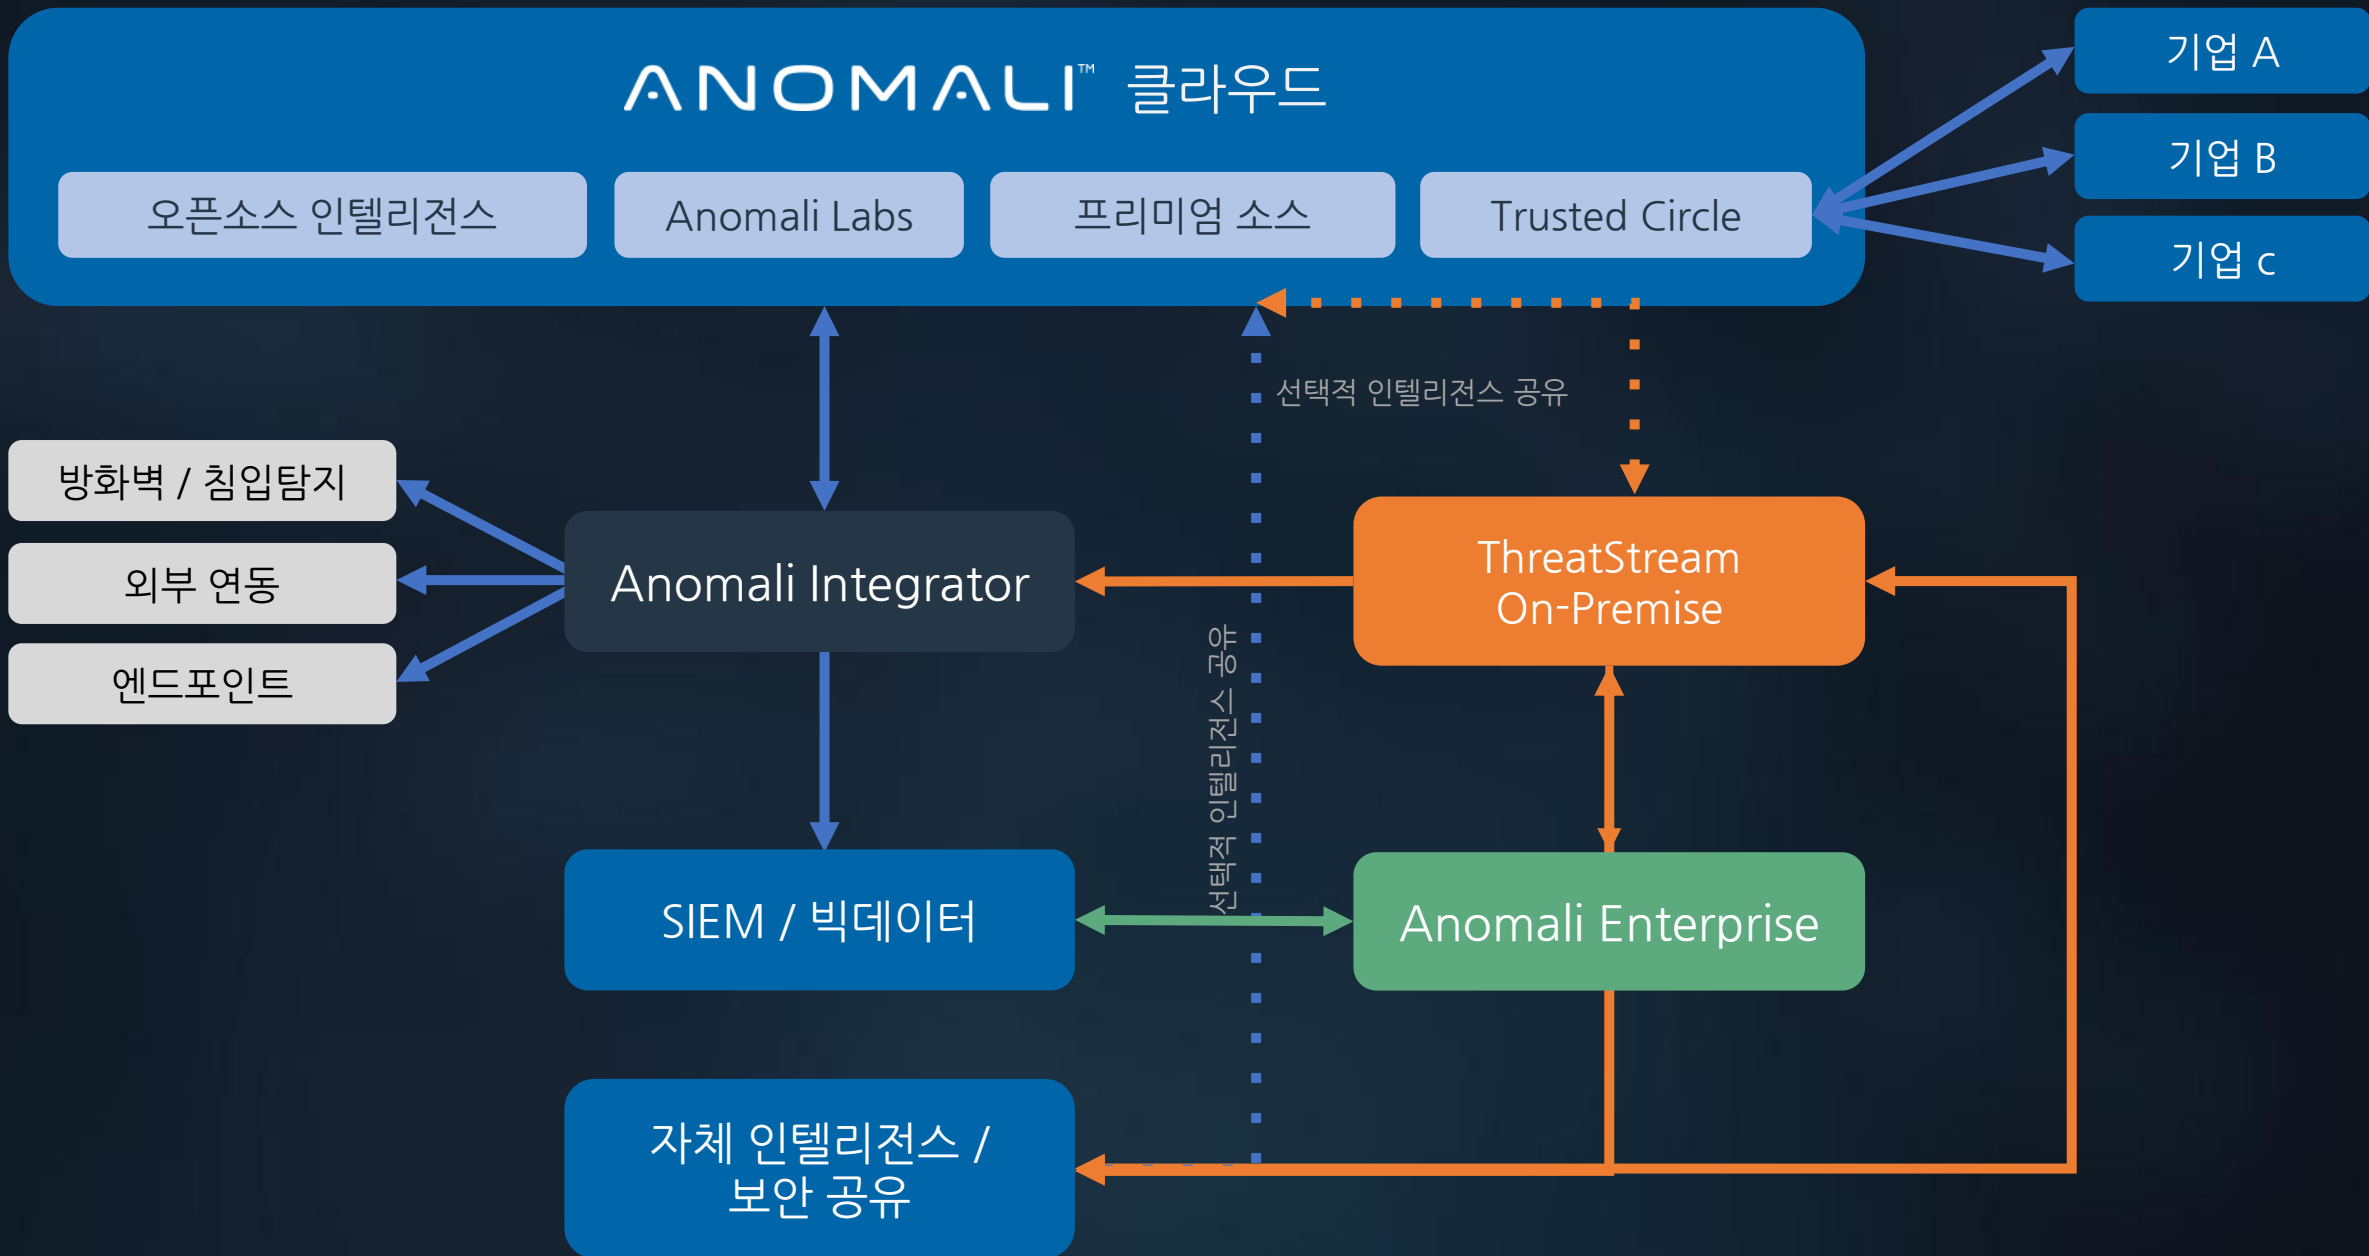 ANOMALI™ 클라우드
기업 A
기업 B
기업 c
오픈소스 인텔리전스
Anomali Labs
프리미엄 소스
Trusted Circle
선택적 인텔리전스 공유
방화벽 / 침입탐지
외부 연동
엔드포인트
Anomali Integrator
ThreatStream
On-Premise
선택적 인텔리전스 공유
SIEM / 빅데이터
Anomali Enterprise
자체 인텔리전스 /
보안 공유